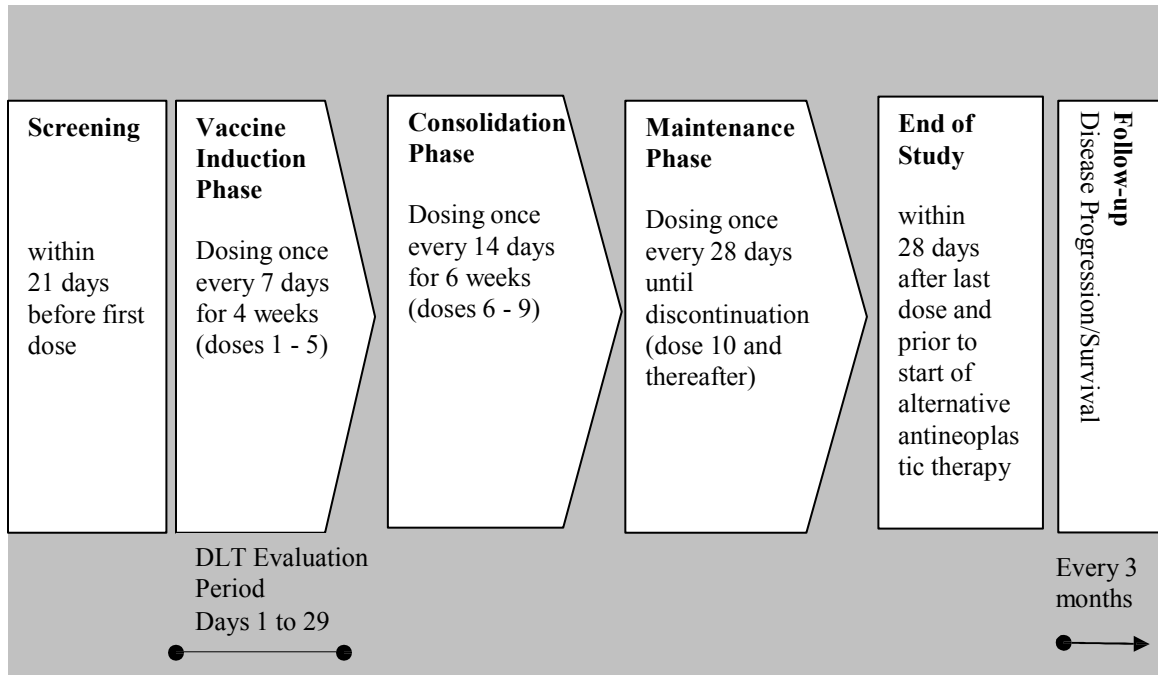 Screening
within
21 days
before first
dose
Vaccine
Induction
Phase
Dosing once
every 7 days
for 4 weeks
(doses 1 - 5)
Consolidation
Phase
Dosing once
every 14 days
for 6 weeks
(doses 6 - 9)
Maintenance
Phase
Dosing once
every 28 days
until
discontinuation
(dose 10 and
thereafter)
End of
Study
within
28 days
after last
dose and
prior to
start of
alternative
antineoplas
tic therapy
Follow-up
Disease Progression/Survival
DLT Evaluation
Period
Days 1 to 29
Every 3
months